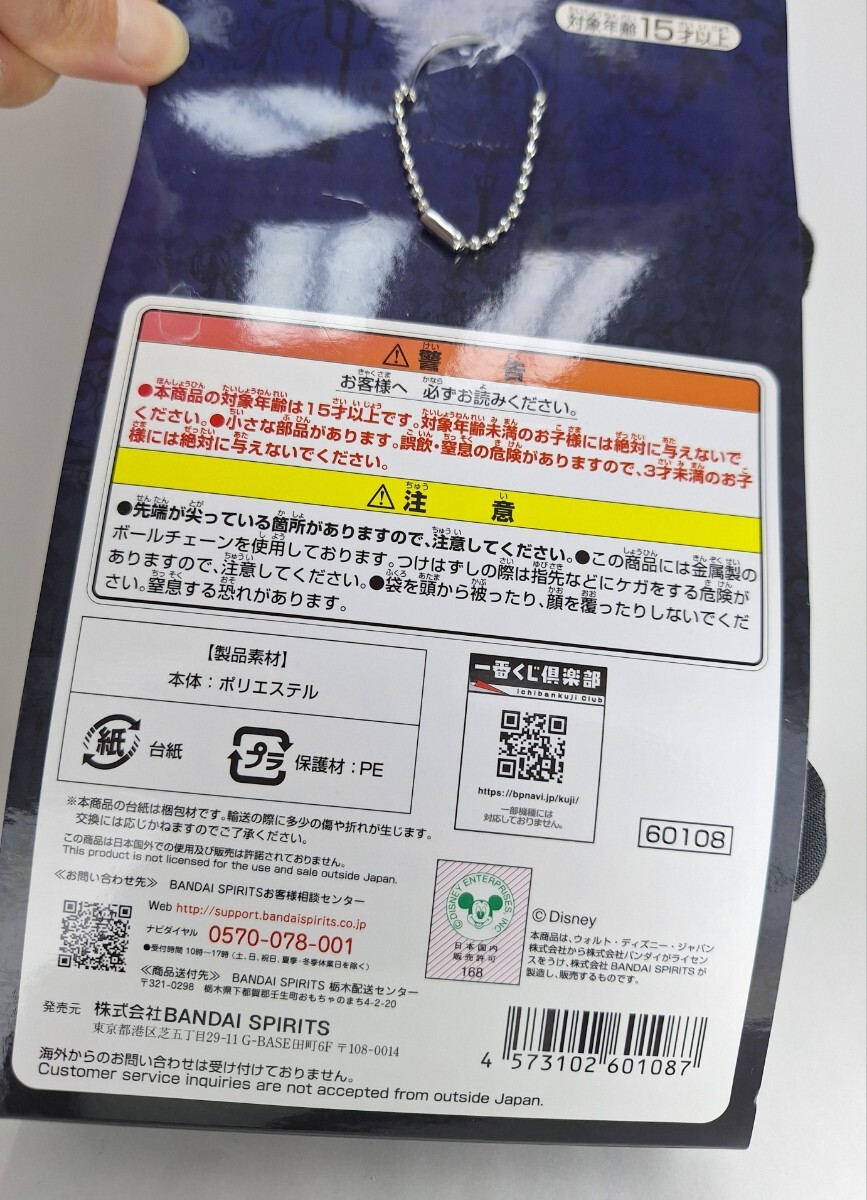 対象年齢15才以上
⚠警告
お客様へ 必ずお読みください。
●本商品の対象年齢は15才以上です。対象年齢未満のお子様には絶対に与えないで
ください。●小さな部品があります。誤飲・窒息の危険がありますので、3才未満のお子
様には絶対に与えないでください。
⚠注意
●先端が尖っている箇所がありますので、注意してください。●この商品には金属製の
ボールチェーンを使用しております。つけはずしの際は指先などにケガをする危険が
ありますので、注意してください。●袋を頭から被ったり、顔を覆ったりしないでくだ
さい。窒息する恐れがあります。
【製品素材】
本体：ポリエステル
紙 台紙
プラ 保護材：PE
一番くじ倶楽部
ichibankuji Club
https://bpnavi.jp/kuji/
一部機種には
対応しておりません。
60108
※本商品の台紙は梱包材です。輸送の際に多少の傷や折れが生じます。
交換には応じかねますのでご了承ください。
この商品は日本国外での使用及び販売は許諾されておりません。
This product is not licensed for the use and sale outside Japan.
≪お問い合わせ先≫ BANDAI SPIRITSお客様相談センター
Web http://support.bandaispirits.co.jp
ナビダイヤル 0570-078-001
●受付時間 10時〜17時 (土、日、祝日、夏季・冬季休業日を除く)
≪商品送付先≫ BANDAI SPIRITS 栃木配送センター
〒321-0298 栃木県下都賀郡壬生町おもちゃのまち4-2-20
© DISNEY ENTERPRISES, INC
日本国内
販売許可
168
©Disney
本商品は、ウォルト・ディズニー・ジャパン
株式会社から株式会社バンダイがライセン
スをうけ、株式会社 BANDAI SPIRITS が
製造し、販売するものです。
発売元 株式会社BANDAI SPIRITS
東京都港区芝五丁目29-11 G-BASE田町6F 〒108-0014
海外からのお問い合わせは受け付けておりません。
Customer service inquiries are not accepted from outside Japan.
4 573102 601087